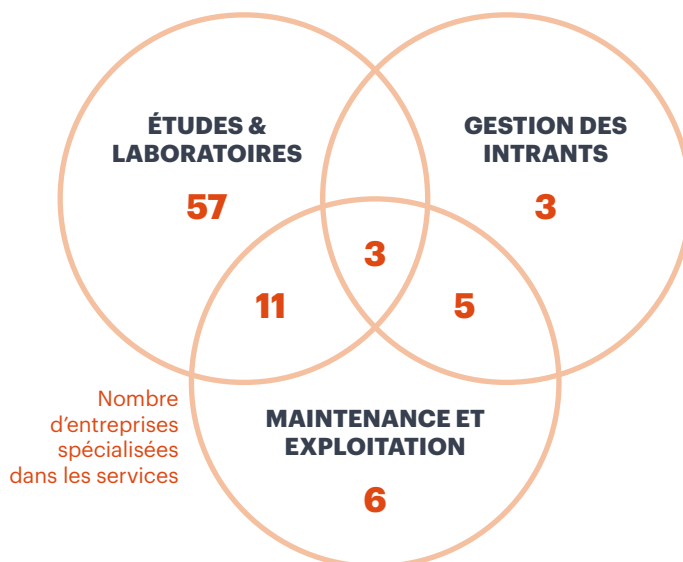 ÉTUDES &
LABORATOIRES
57
GESTION DES
INTRANTS
3
3
11
5
Nombre
d'entreprises
spécialisées
dans les services
MAINTENANCE ET
EXPLOITATION
6